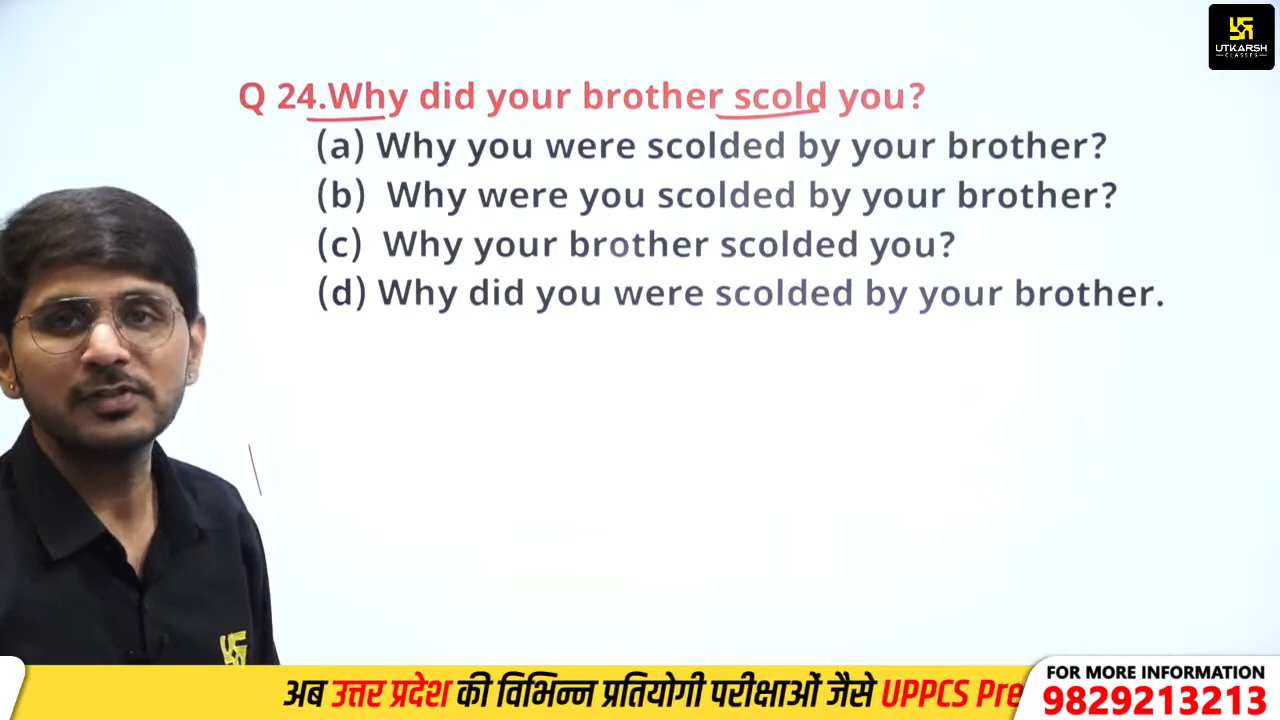 UTKARSH
CLASSES
Q 24.Why did your brother scold you?
(a) Why you were scolded by your brother?
(b) Why were you scolded by your brother?
(c) Why your brother scolded you?
(d) Why did you were scolded by your brother.
अब उत्तर प्रदेश की विभिन्न प्रतियोगी परीक्षाओं जैसे UPPCS Pre
FOR MORE INFORMATION
9829213213